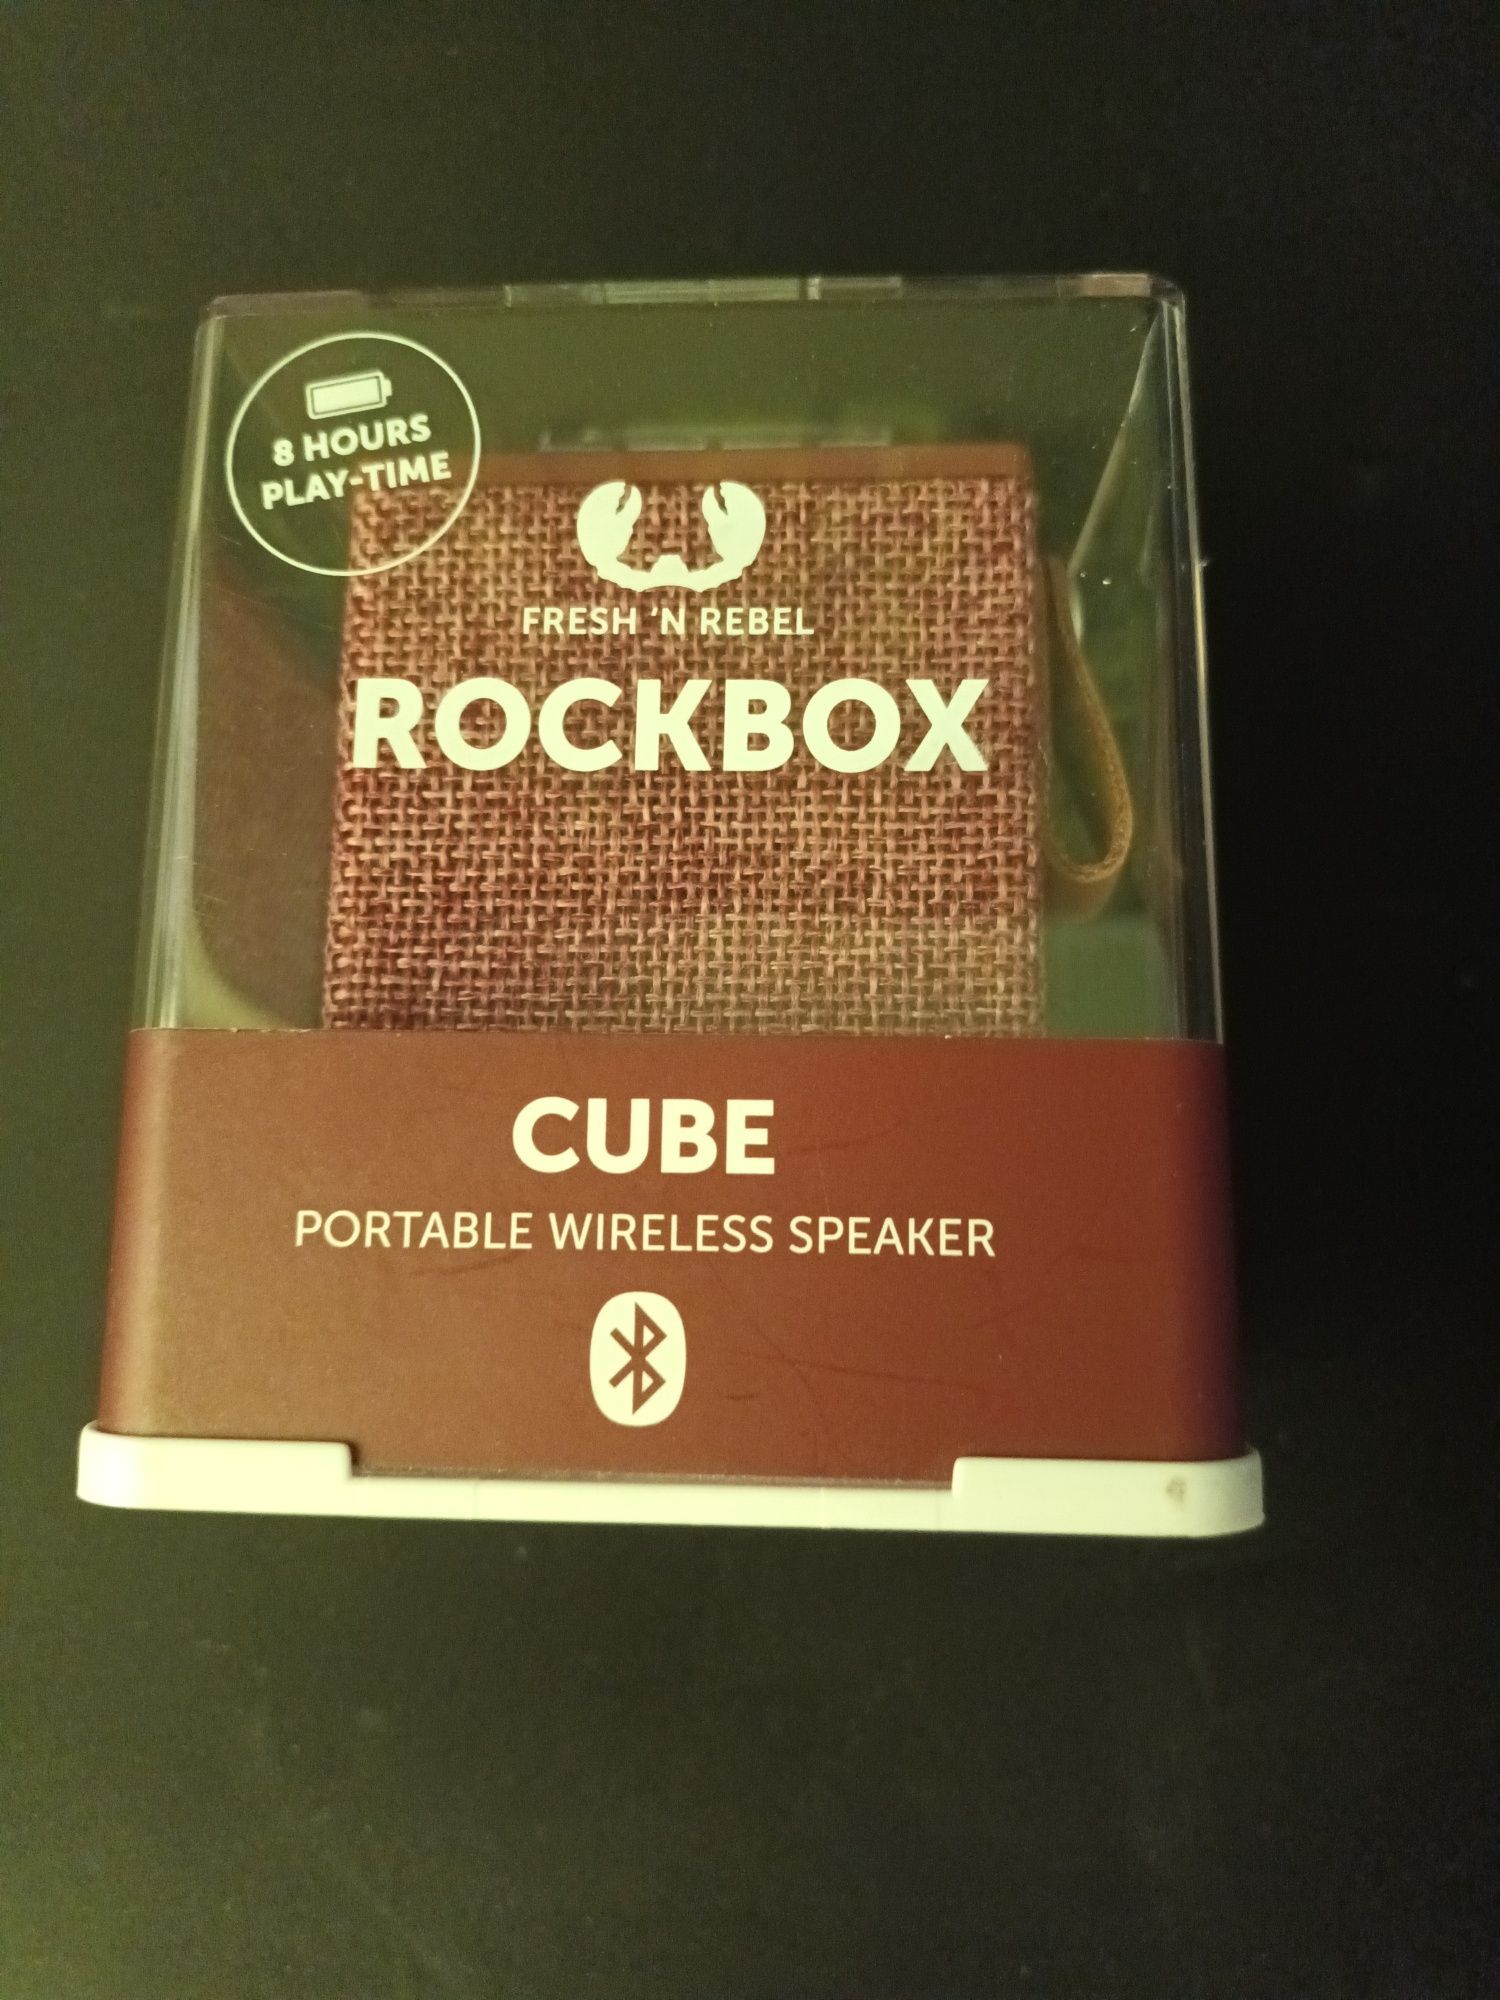 8 HOURS
PLAY-TIME
FRESH 'N REBEL
ROCKBOX
CUBE
PORTABLE WIRELESS SPEAKER